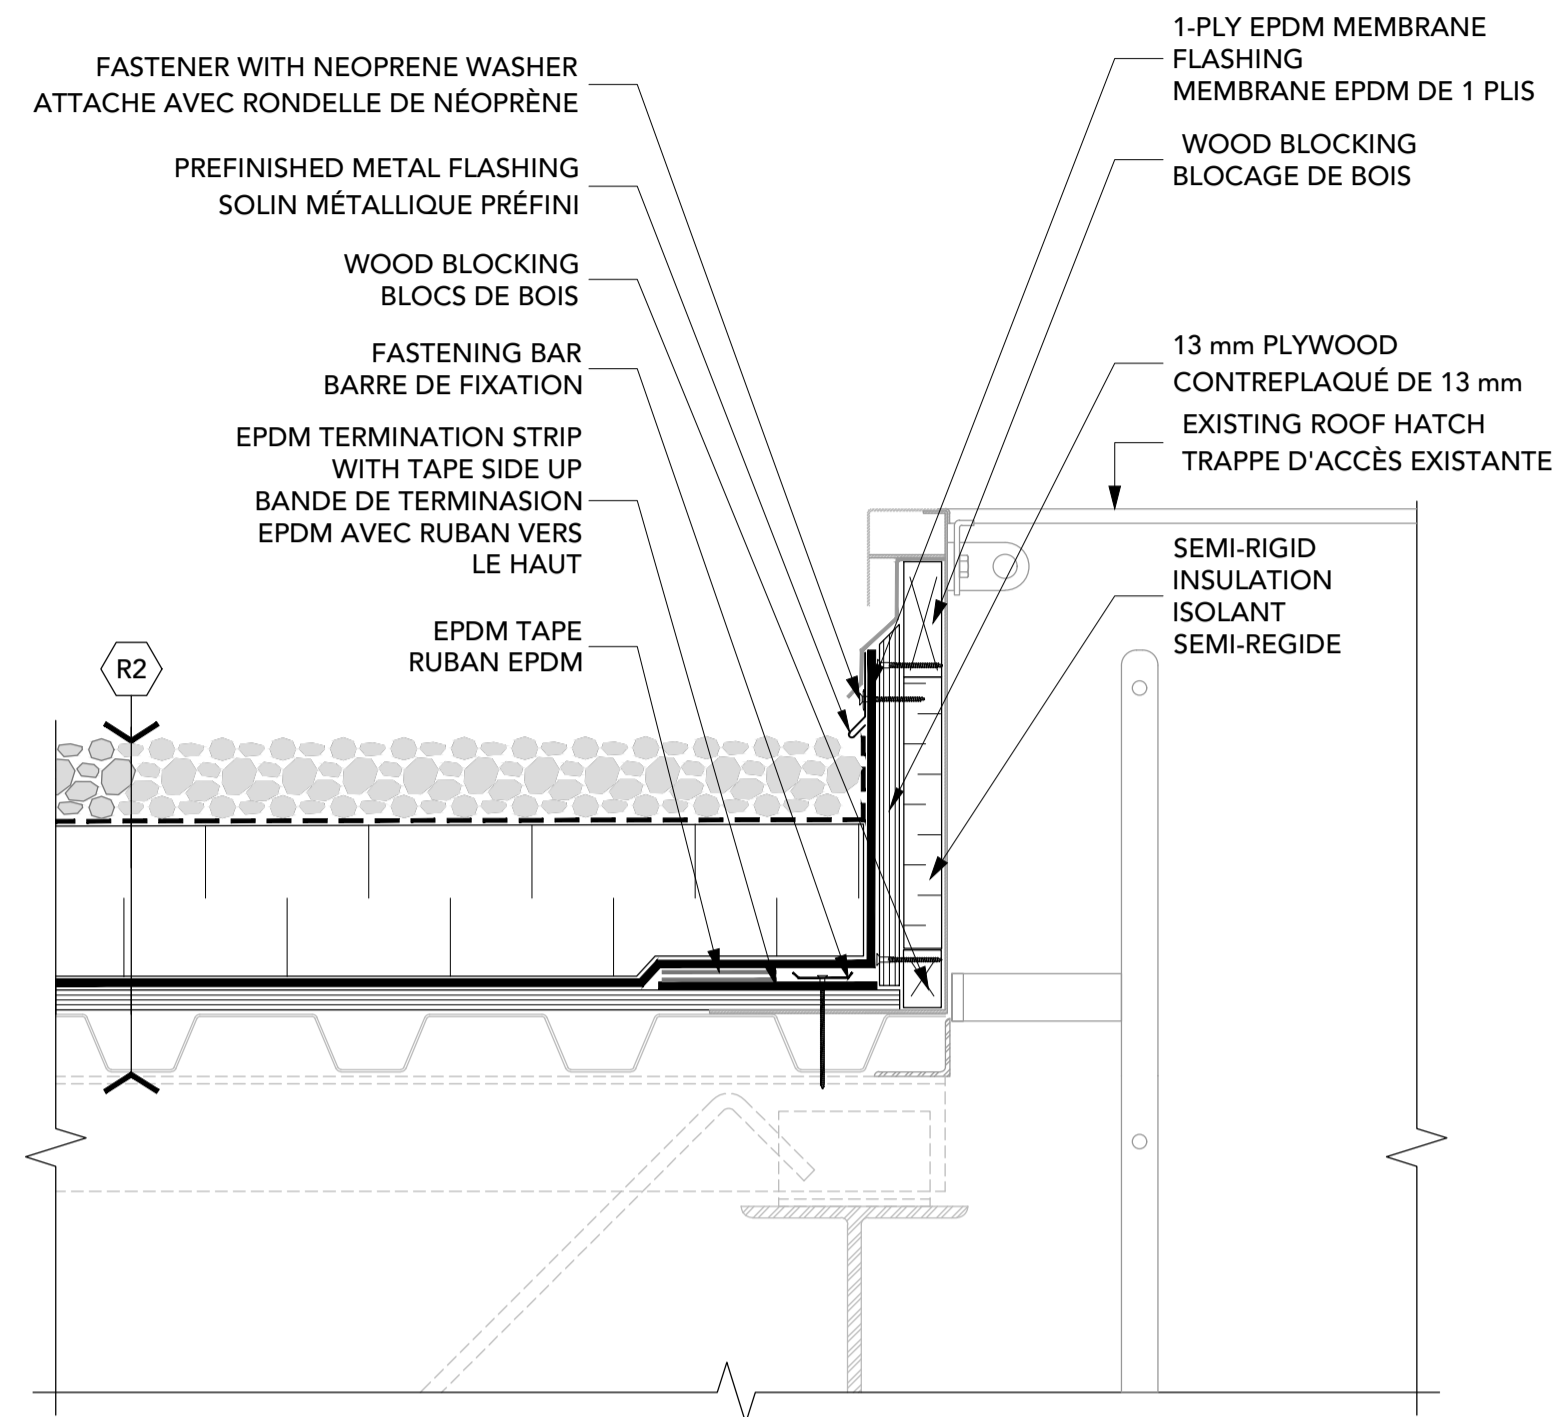 FASTENER WITH NEOPRENE WASHER
ATTACHE AVEC RONDELLE DE NÉOPRÈNE
PREFINISHED METAL FLASHING
SOLIN MÉTALLIQUE PRÉFINI
WOOD BLOCKING
BLOCS DE BOIS
FASTENING BAR
BARRE DE FIXATION
EPDM TERMINATION STRIP
WITH TAPE SIDE UP
BANDE DE TERMINASION
EPDM AVEC RUBAN VERS
LE HAUT
EPDM TAPE
RUBAN EPDM
R2
1-PLY EPDM MEMBRANE
FLASHING
MEMBRANE EPDM DE 1 PLIS
WOOD BLOCKING
BLOCAGE DE BOIS
13 mm PLYWOOD
CONTREPLAQUÉ DE 13 mm
EXISTING ROOF HATCH
TRAPPE D'ACCÈS EXISTANTE
SEMI-RIGID
INSULATION
ISOLANT
SEMI-REGIDE